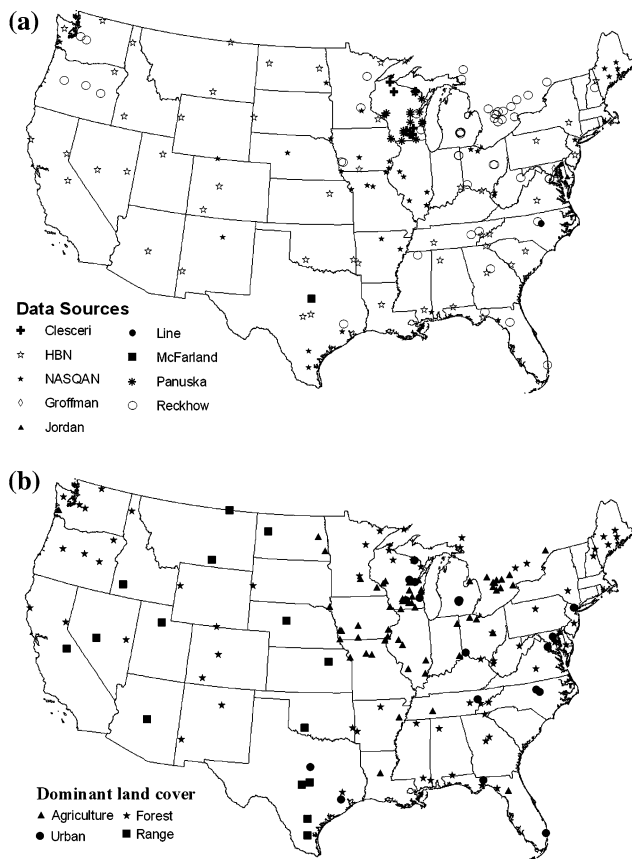 (a)
Data Sources
Clesceri
HBN
NASQAN
Groffman
Jordan
Line
McFarland
Panuska
Reckhow
(b)
Dominant land cover
Agriculture
Forest
Urban
Range